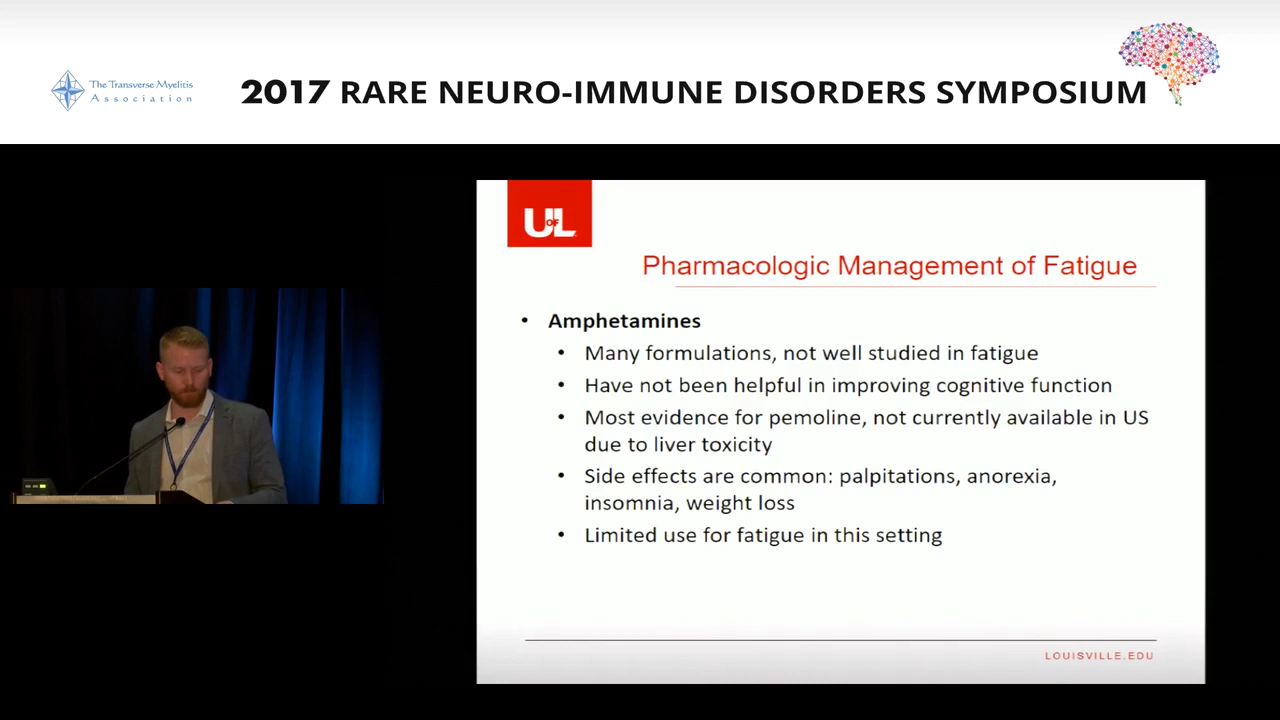 The Transverse Myelitis
Association
2017 RARE NEURO-IMMUNE DISORDERS SYMPOSIUM
UOFL
Pharmacologic Management of Fatigue
• Amphetamines
• Many formulations, not well studied in fatigue
• Have not been helpful in improving cognitive function
• Most evidence for pemoline, not currently available in US
due to liver toxicity
• Side effects are common: palpitations, anorexia,
insomnia, weight loss
• Limited use for fatigue in this setting
LOUISVILLE.EDU